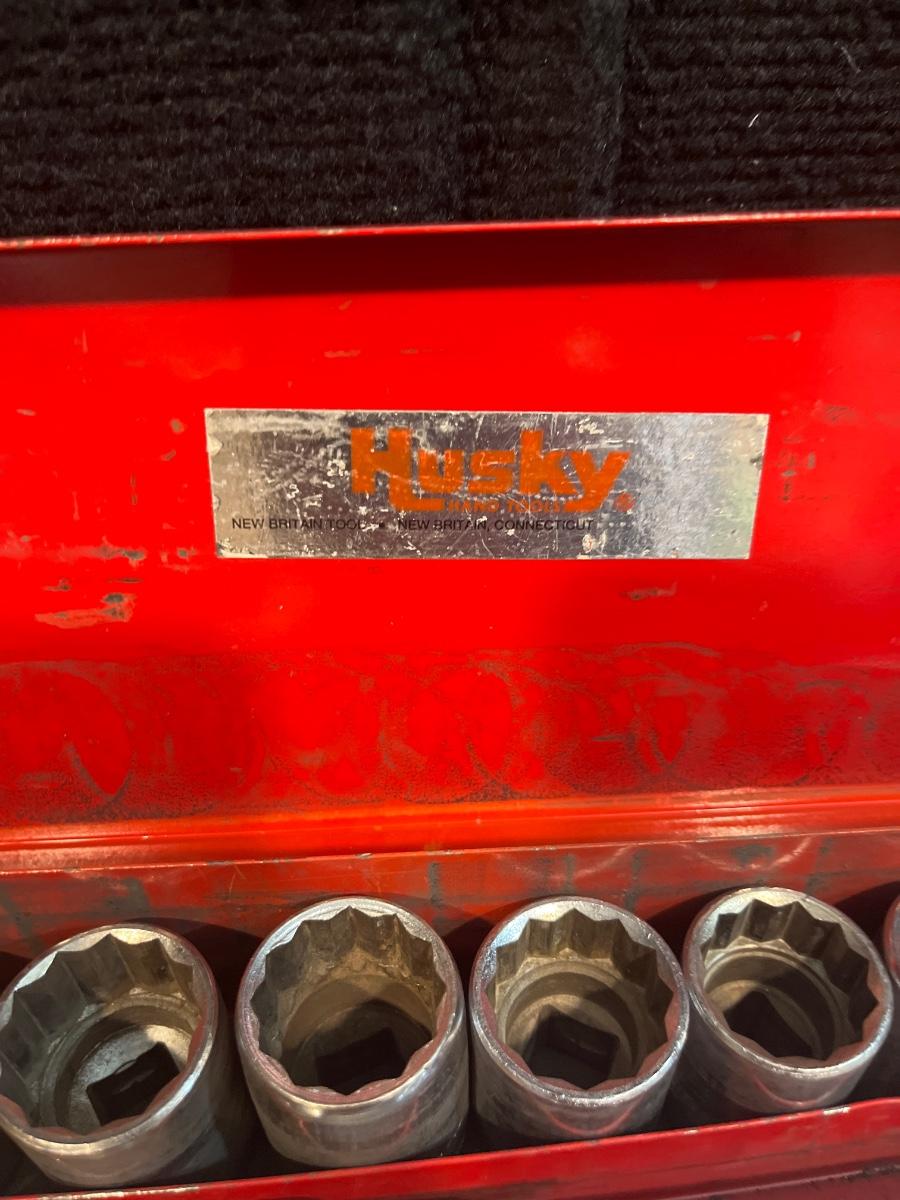 Husky®
HAND TOOLS
NEW BRITAIN TOOL • NEW BRITAIN, CONNECTICUT